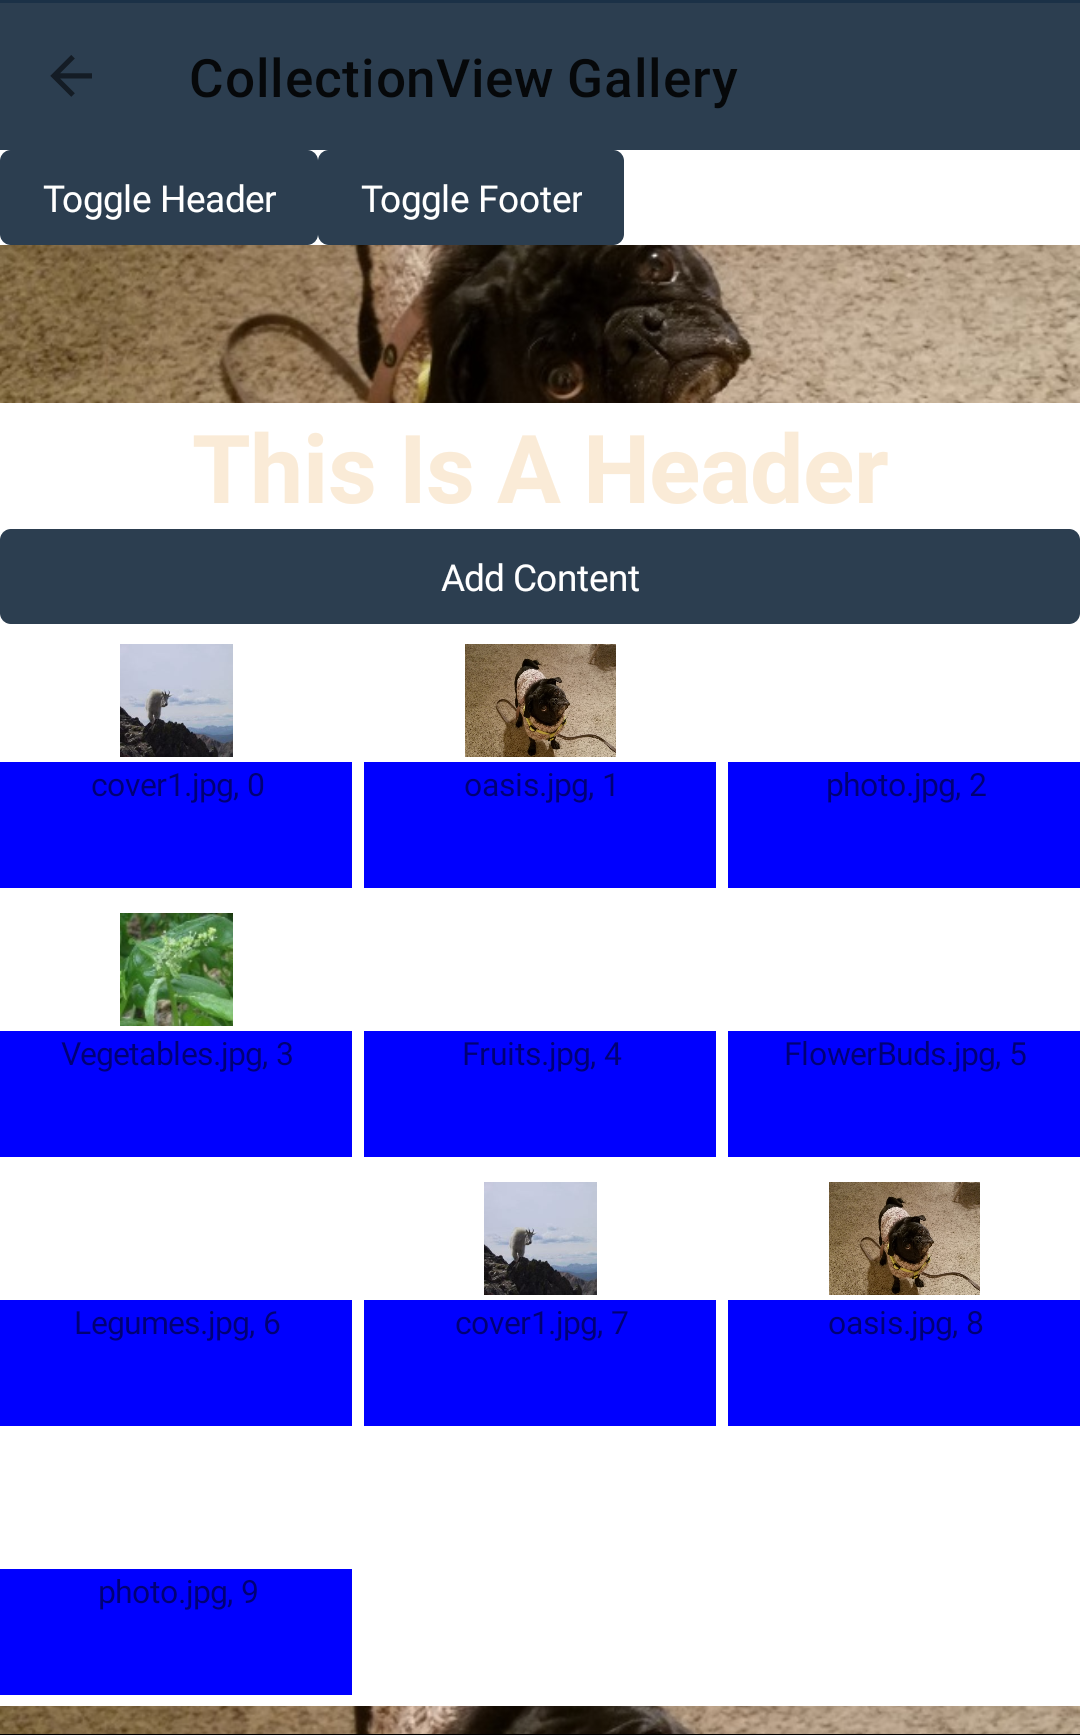 CollectionView Gallery
Toggle Header Toggle Footer
This Is A Header
Add Content
cover1.jpg, 0 oasis.jpg, 1 photo.jpg, 2
Vegetables.jpg, 3 Fruits.jpg, 4 FlowerBuds.jpg, 5
Legumes.jpg, 6 cover1.jpg, 7 oasis.jpg, 8
photo.jpg, 9